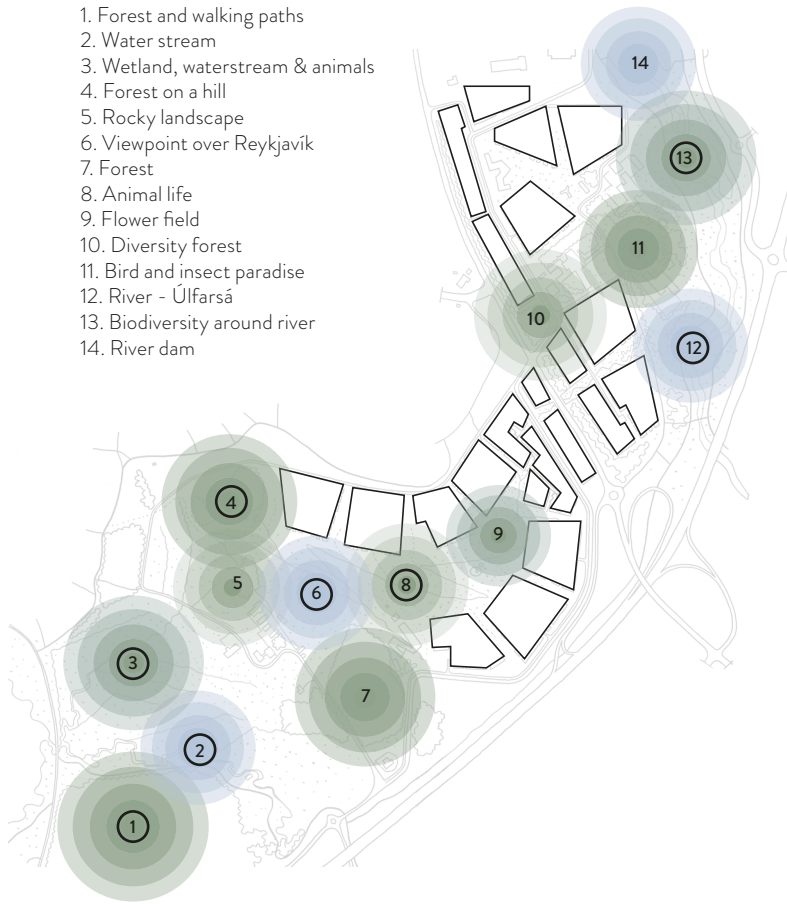 1. Forest and walking paths
2. Water stream
3. Wetland, waterstream & animals
4. Forest on a hill
5. Rocky landscape
6. Viewpoint over Reykjavík
7. Forest
8. Animal life
9. Flower field
10. Diversity forest
11. Bird and insect paradise
12. River - Úlfarsá
13. Biodiversity around river
14. River dam
14
13
11
10
12
4
9
5
6
8
3
7
2
1